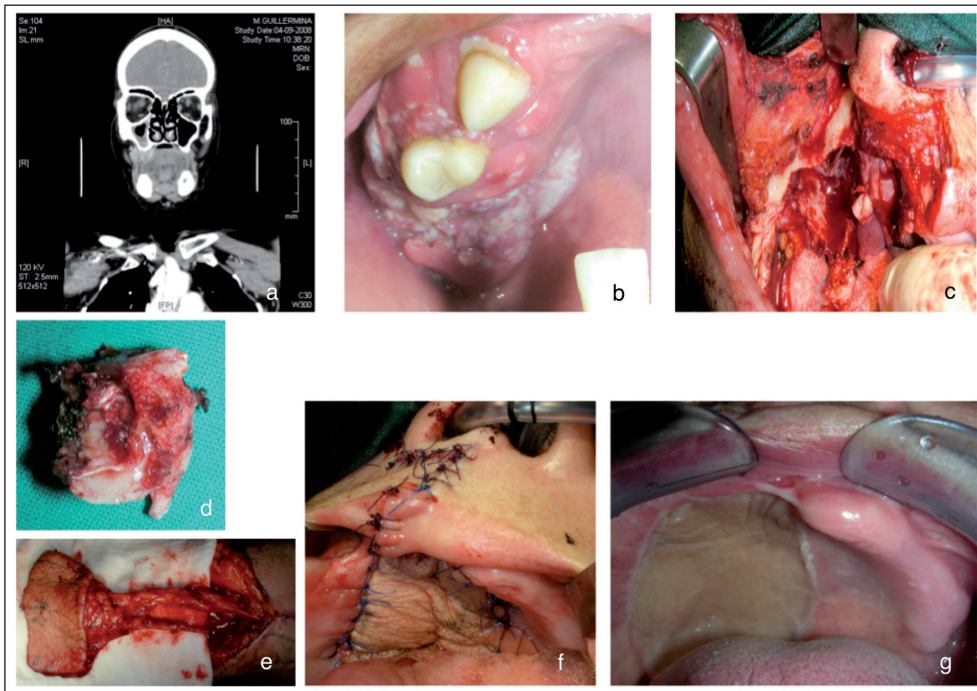 Se:104
Im:21
SL.mm
[HA]
M.GUILLERMINA
Study Date:04-09-2008
Study Time:10:38:20
MRN:
DOB:
Sex:
100
[R]
[L]
mm
120 KV
ST: 2.5mm
512x512
[FP]
C30
W300
a
b
c
d
e
f
g